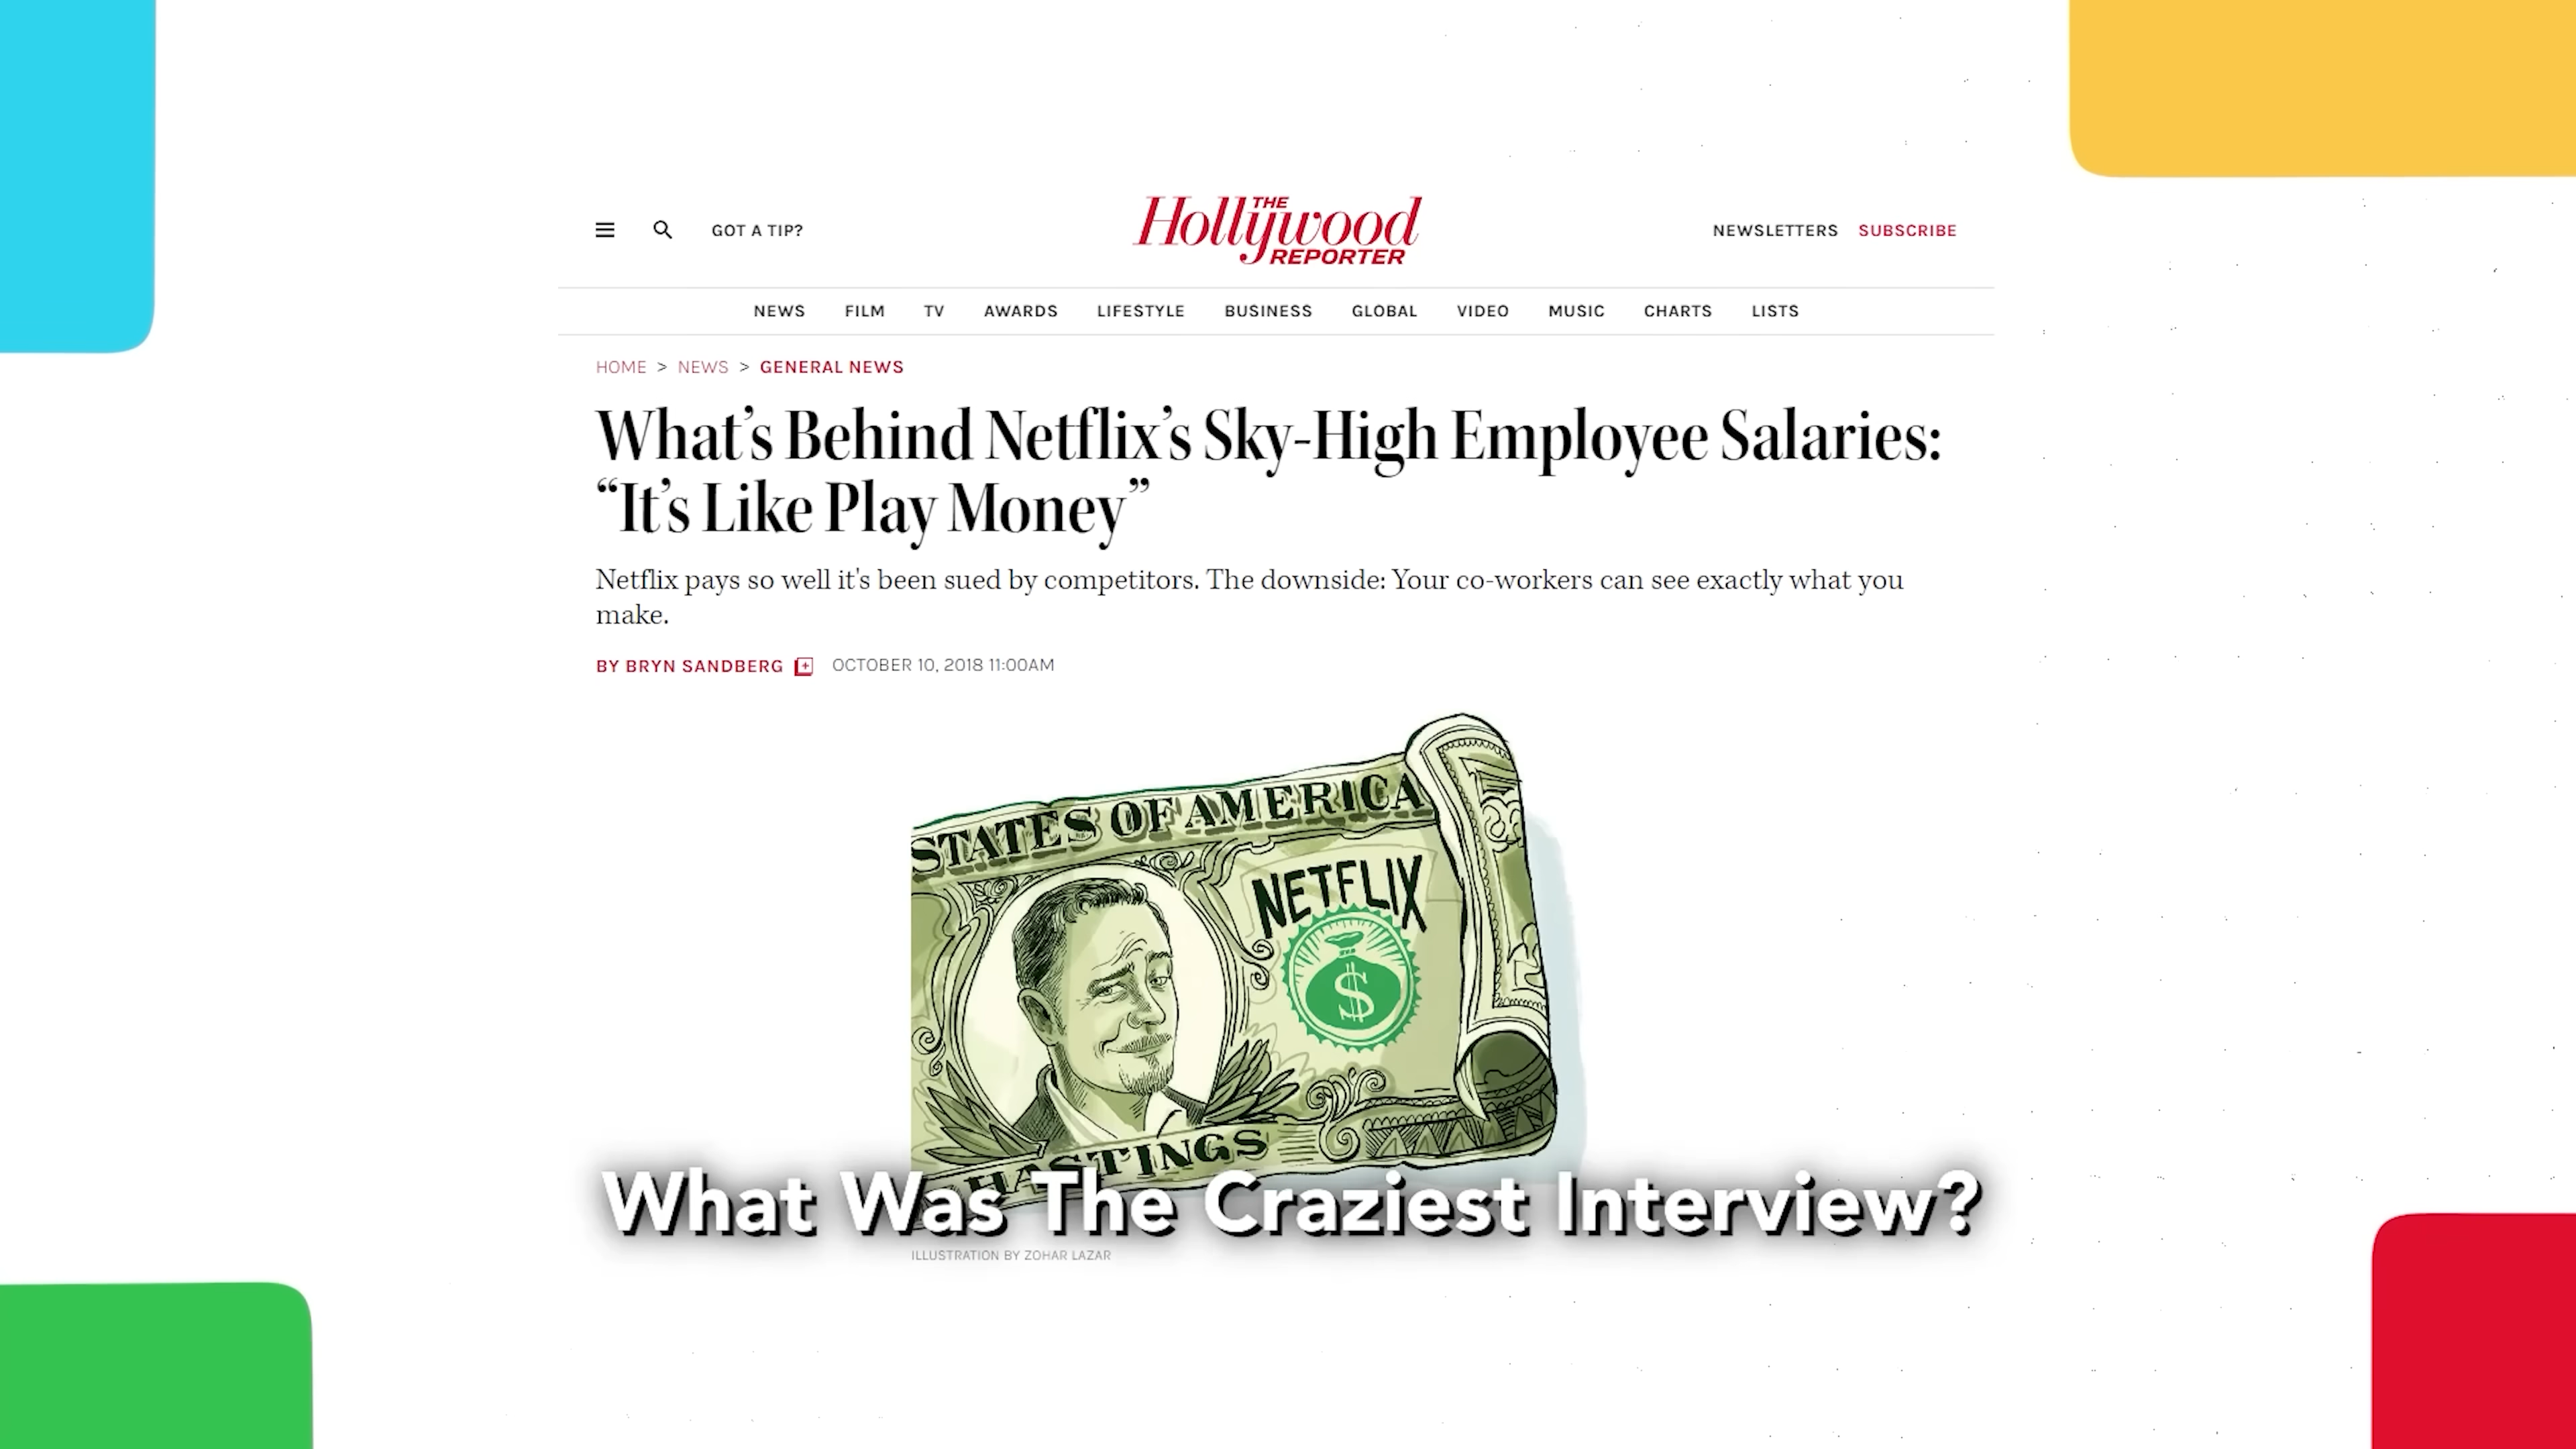 GOT A TIP?
THE
Hollywood
REPORTER
NEWSLETTERS SUBSCRIBE
NEWS FILM TV AWARDS LIFESTYLE BUSINESS GLOBAL VIDEO MUSIC CHARTS LISTS
HOME > NEWS > GENERAL NEWS
What’s Behind Netflix’s Sky-High Employee Salaries:
“It’s Like Play Money”
Netflix pays so well it's been sued by competitors. The downside: Your co-workers can see exactly what you
make.
BY BRYN SANDBERG OCTOBER 10, 2018 11:00AM
STATES OF AMERICA
NETFLIX
$
HASTINGS
What Was The Craziest Interview?
ILLUSTRATION BY ZOHAR LAZAR